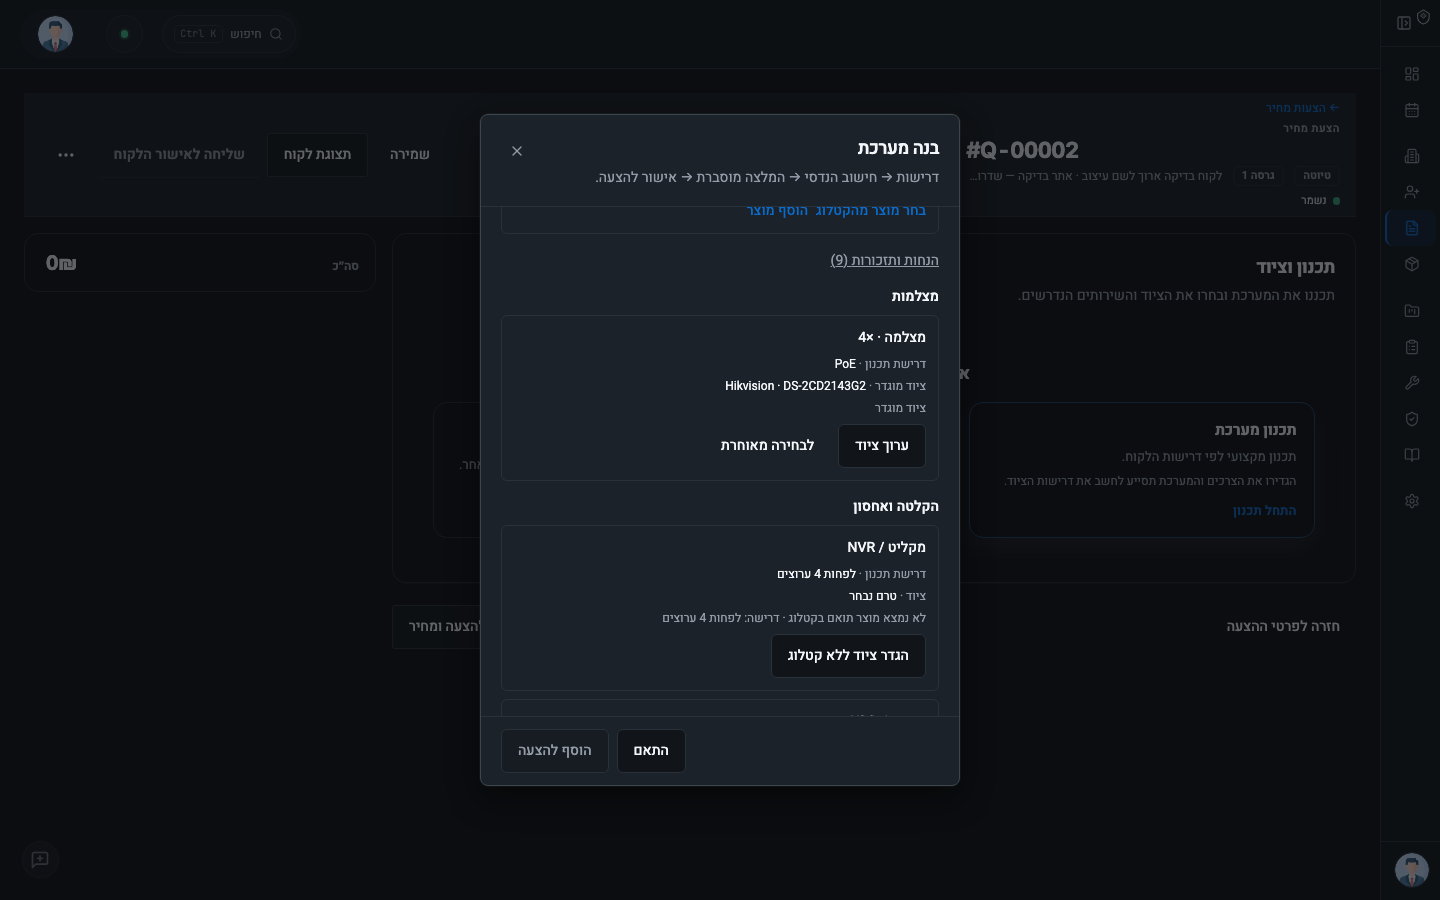 חיפוש
Ctrl K
← הצעות מחיר
הצעת מחיר
#Q-00002
טיוטה
גרסה 1
לקוח בדיקה ארוך לשם עיצוב · אתר בדיקה — שדרו...
נשמר
שמירה
תצוגת לקוח
שליחה לאישור הלקוח
סה״כ
₪0
תכנון וציוד
תכננו את המערכת ובחרו את הציוד והשירותים הנדרשים.
תכנון מערכת
תכנון מקצועי לפי דרישות הלקוח.
הגדירו את הצרכים והמערכת תסייע לחשב את דרישות הציוד.
התחל תכנון
חזרה לפרטי ההצעה
בנה מערכת
דרישות → חישוב הנדסי → המלצה מוסברת → אישור להצעה.
בחר מוצר מהקטלוג
הוסף מוצר
הנחות ותזכורות (9)
מצלמות
מצלמה · ×4
דרישת תכנון · PoE
ציוד מוגדר · Hikvision · DS-2CD2143G2
ציוד מוגדר
ערוך ציוד
לבחירה מאוחרת
הקלטה ואחסון
מקליט / NVR
דרישת תכנון · לפחות 4 ערוצים
ציוד · טרם נבחר
לא נמצא מוצר תואם בקטלוג · דרישה: לפחות 4 ערוצים
הגדר ציוד ללא קטלוג
התאם
הוסף להצעה